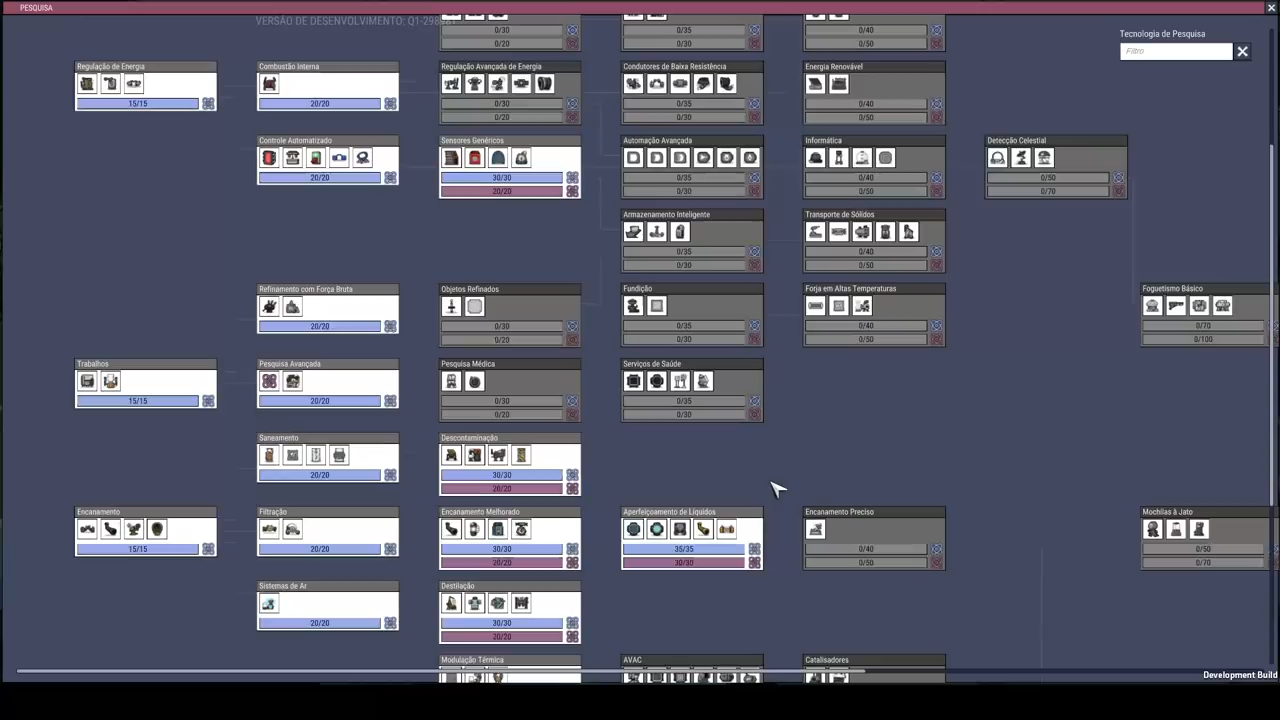 PESQUISA
VERSÃO DE DESENVOLVIMENTO: Q1-298
Tecnologia de Pesquisa
Filtro
0/30 0/35 0/40
0/20 0/30 0/50
Regulação de Energia Combustão Interna Regulação Avançada de Energia Condutores de Baixa Resistência Energia Renovável
15/15 20/20 0/30 0/35 0/40
0/20 0/30 0/50
Controle Automatizado Sensores Genéricos Automação Avançada Informática Detecção Celestial
20/20 30/30 0/35 0/40 0/50
20/20 0/30 0/50 0/70
Armazenamento Inteligente Transporte de Sólidos
0/35 0/40
0/30 0/50
Refinamento com Força Bruta Objetos Refinados Fundição Forja em Altas Temperaturas Foguetismo Básico
20/20 0/30 0/35 0/40 0/70
0/20 0/30 0/50 0/100
Trabalhos Pesquisa Avançada Pesquisa Médica Serviços de Saúde
15/15 20/20 0/30 0/35
0/20 0/30
Saneamento Descontaminação
20/20 30/30
20/20
Encanamento Filtração Encanamento Melhorado Aperfeiçoamento de Líquidos Encanamento Preciso Mochilas à Jato
15/15 20/20 30/30 35/35 0/40 0/50
20/20 30/30 0/50 0/70
Sistemas de Ar Destilação
20/20 30/30
20/20
Modulação Térmica AVAC Catalisadores
Development Build